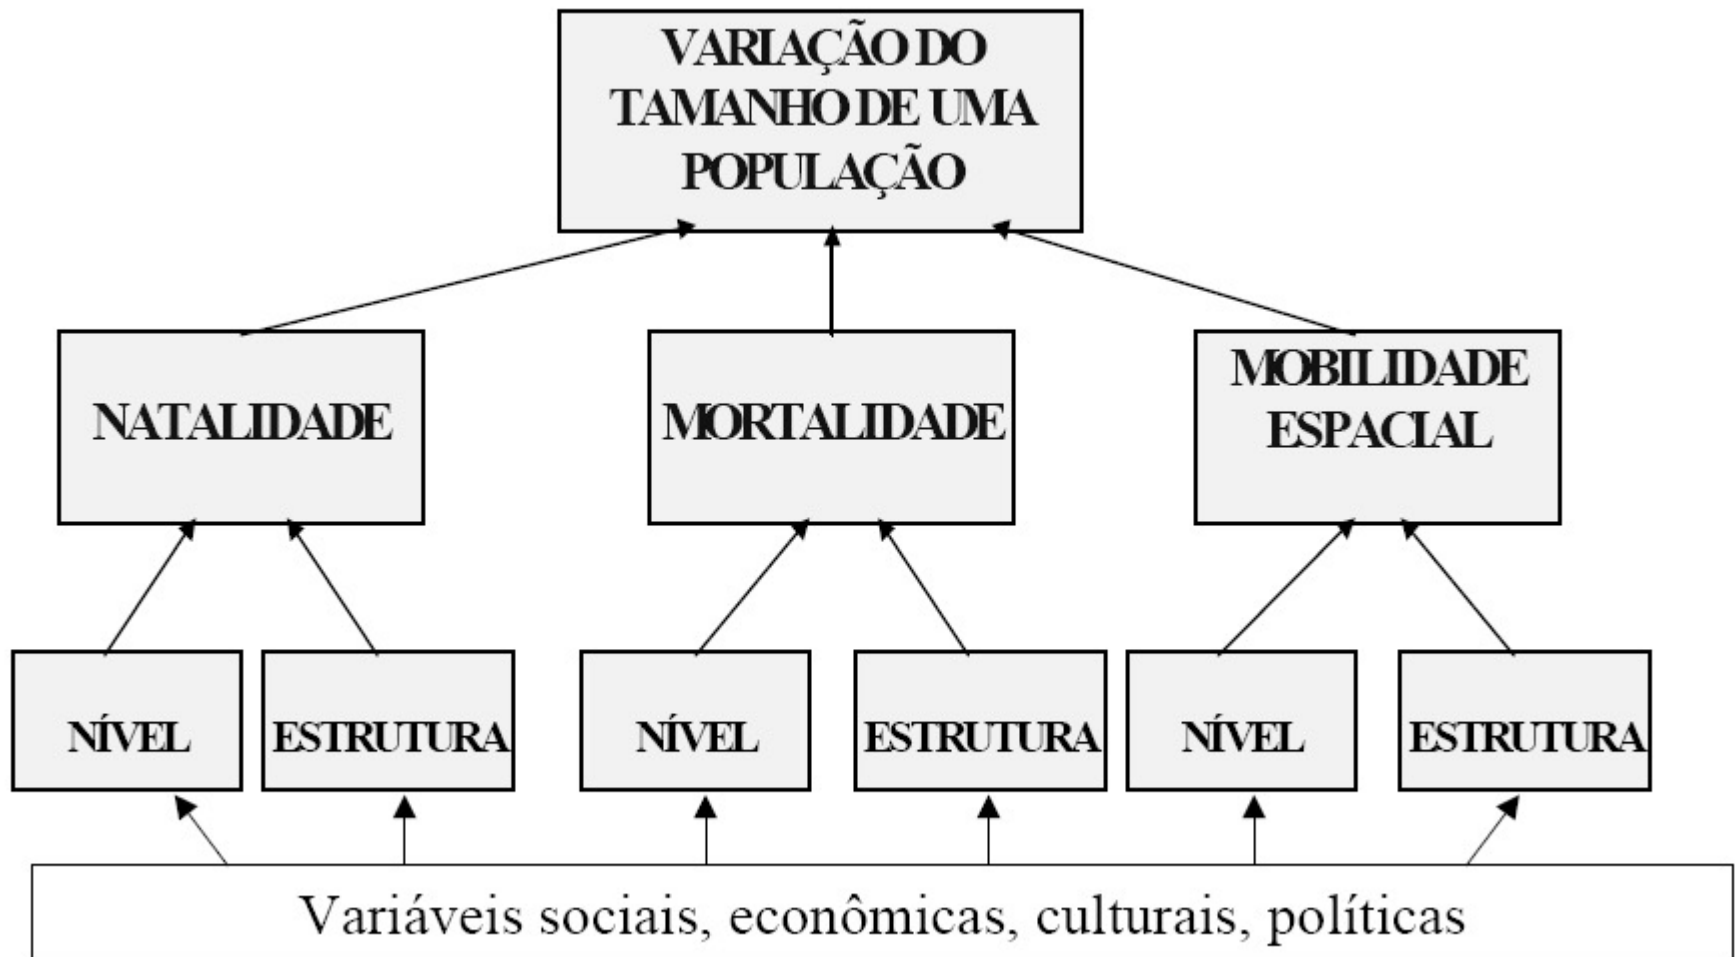 VARIAÇÃO DO
TAMANHO DE UMA
POPULAÇÃO
NATALIDADE
MORTALIDADE
MOBILIDADE
ESPACIAL
NÍVEL
ESTRUTURA
NÍVEL
ESTRUTURA
NÍVEL
ESTRUTURA
Variáveis sociais, econômicas, culturais, políticas